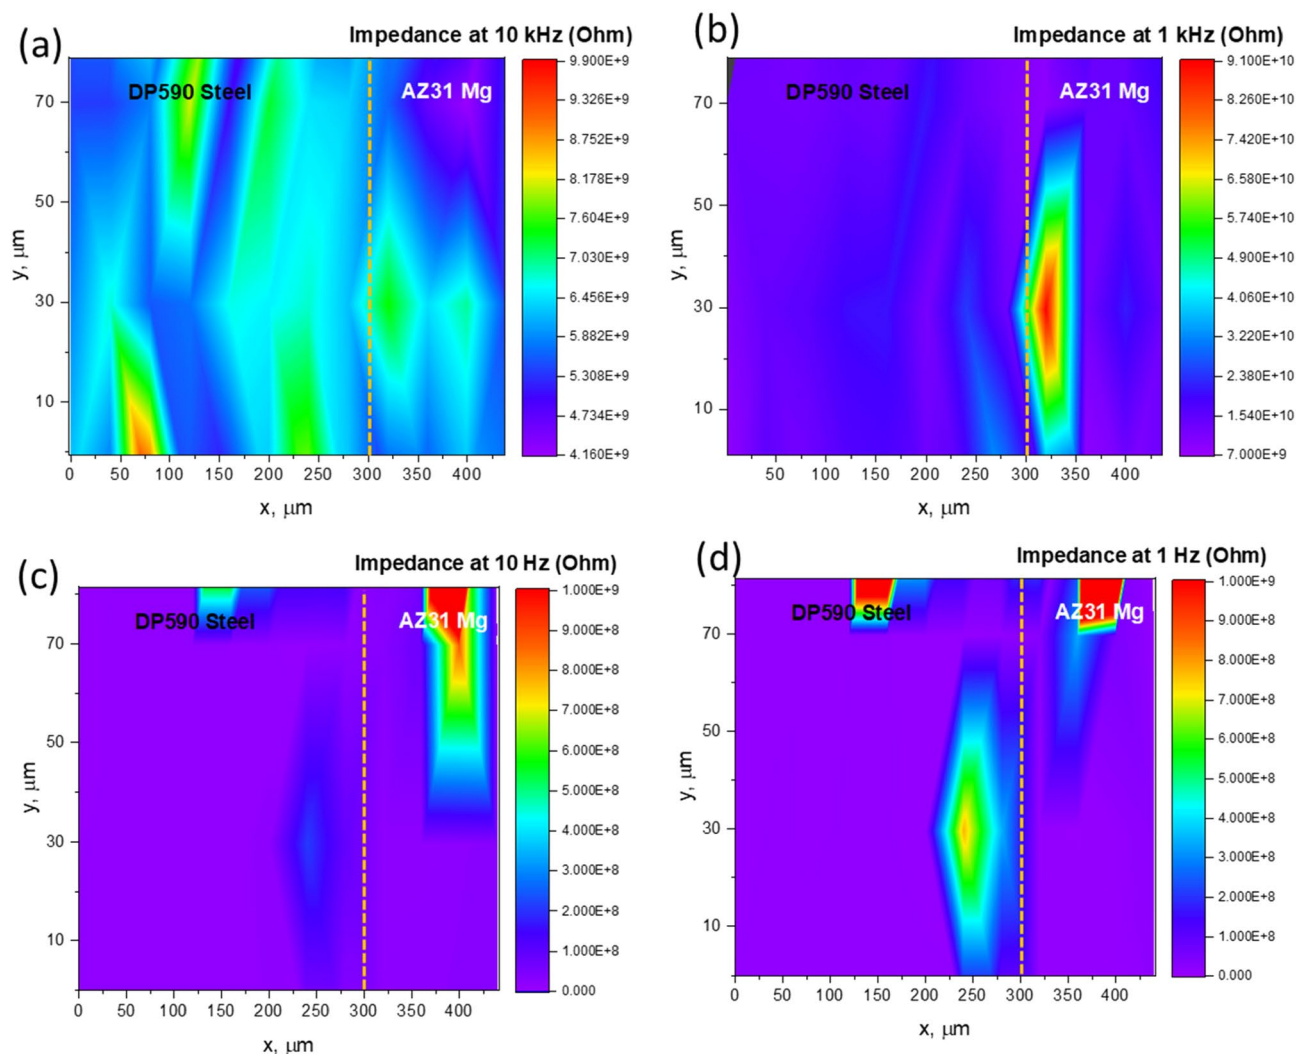 (a)
Impedance at 10 kHz (Ohm)
DP590 Steel
AZ31 Mg
70
50
30
10
y, μm
0 50 100 150 200 250 300 350 400
x, μm
9.900E+9
9.326E+9
8.752E+9
8.178E+9
7.604E+9
7.030E+9
6.456E+9
5.882E+9
5.308E+9
4.734E+9
4.160E+9
(b)
Impedance at 1 kHz (Ohm)
DP590 Steel
AZ31 Mg
70
50
30
10
y, μm
50 100 150 200 250 300 350 400
x, μm
9.100E+10
8.260E+10
7.420E+10
6.580E+10
5.740E+10
4.900E+10
4.060E+10
3.220E+10
2.380E+10
1.540E+10
7.000E+9
(c)
Impedance at 10 Hz (Ohm)
DP590 Steel
AZ31 Mg
70
50
30
10
y, μm
0 50 100 150 200 250 300 350 400
x, μm
1.000E+9
9.000E+8
8.000E+8
7.000E+8
6.000E+8
5.000E+8
4.000E+8
3.000E+8
2.000E+8
1.000E+8
0.000
(d)
Impedance at 1 Hz (Ohm)
DP590 Steel
AZ31 Mg
70
50
30
10
y, μm
0 50 100 150 200 250 300 350 400
x, μm
1.000E+9
9.000E+8
8.000E+8
7.000E+8
6.000E+8
5.000E+8
4.000E+8
3.000E+8
2.000E+8
1.000E+8
0.000